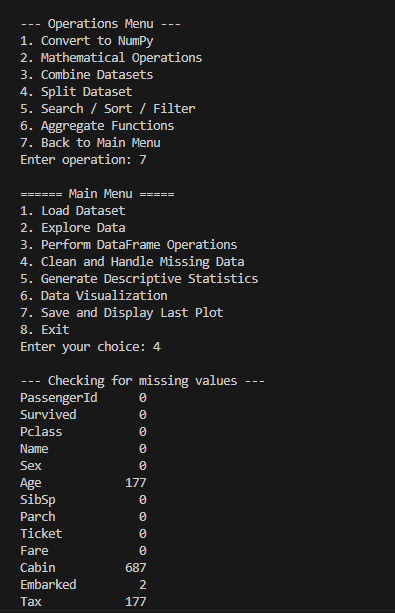 --- Operations Menu ---
1. Convert to NumPy
2. Mathematical Operations
3. Combine Datasets
4. Split Dataset
5. Search / Sort / Filter
6. Aggregate Functions
7. Back to Main Menu
Enter operation: 7
====== Main Menu =====
1. Load Dataset
2. Explore Data
3. Perform DataFrame Operations
4. Clean and Handle Missing Data
5. Generate Descriptive Statistics
6. Data Visualization
7. Save and Display Last Plot
8. Exit
Enter your choice: 4
--- Checking for missing values ---
PassengerId 0
Survived 0
Pclass 0
Name 0
Sex 0
Age 177
SibSp 0
Parch 0
Ticket 0
Fare 0
Cabin 687
Embarked 2
Tax 177